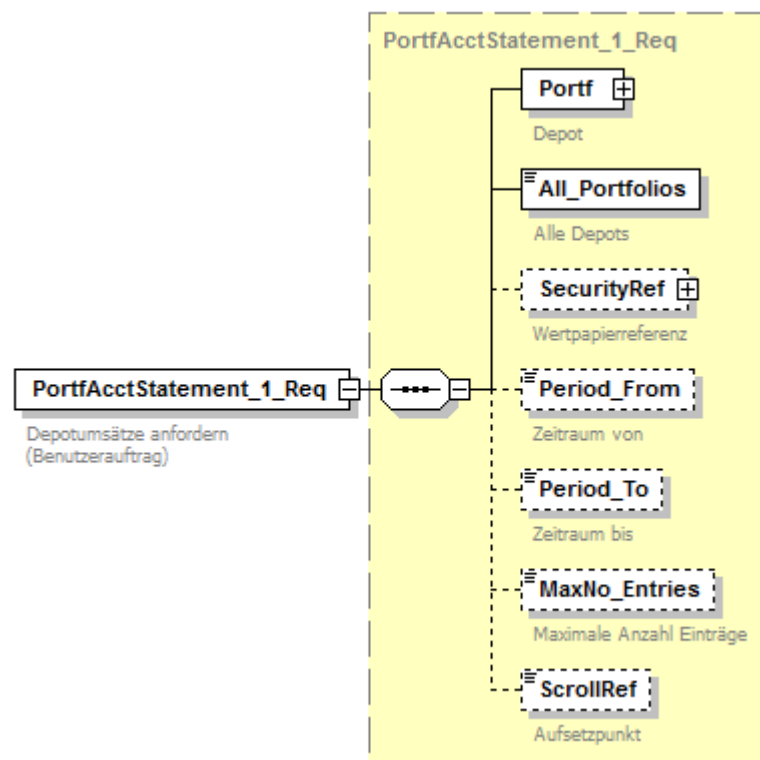 PortfAcctStatement_1_Req
Portf
Depot
All_Portfolios
Alle Depots
SecurityRef
Wertpapierreferenz
PortfAcctStatement_1_Req
Depotumsätze anfordern
(Benutzerauftrag)
Period_From
Zeitraum von
Period_To
Zeitraum bis
MaxNo_Entries
Maximale Anzahl Einträge
ScrollRef
Aufsetzpunkt